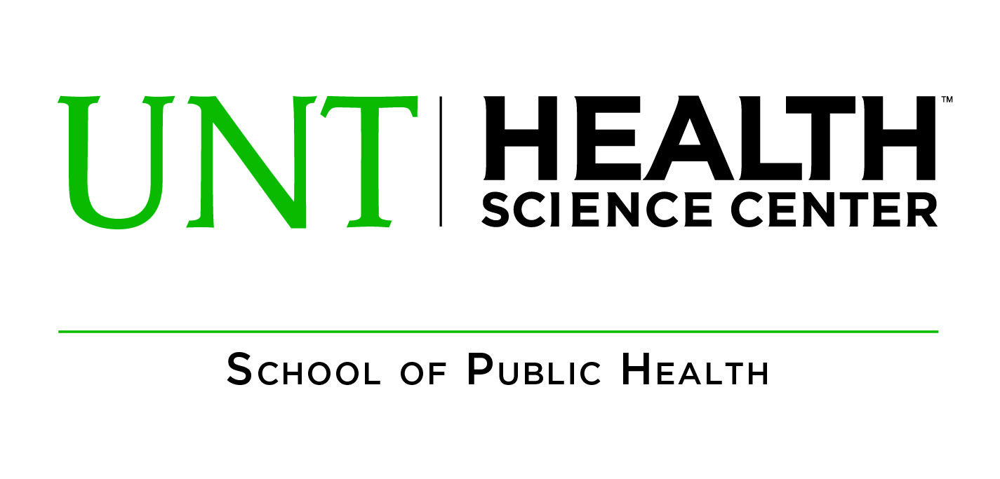 UNT HEALTH™
SCIENCE CENTER
School of Public Health